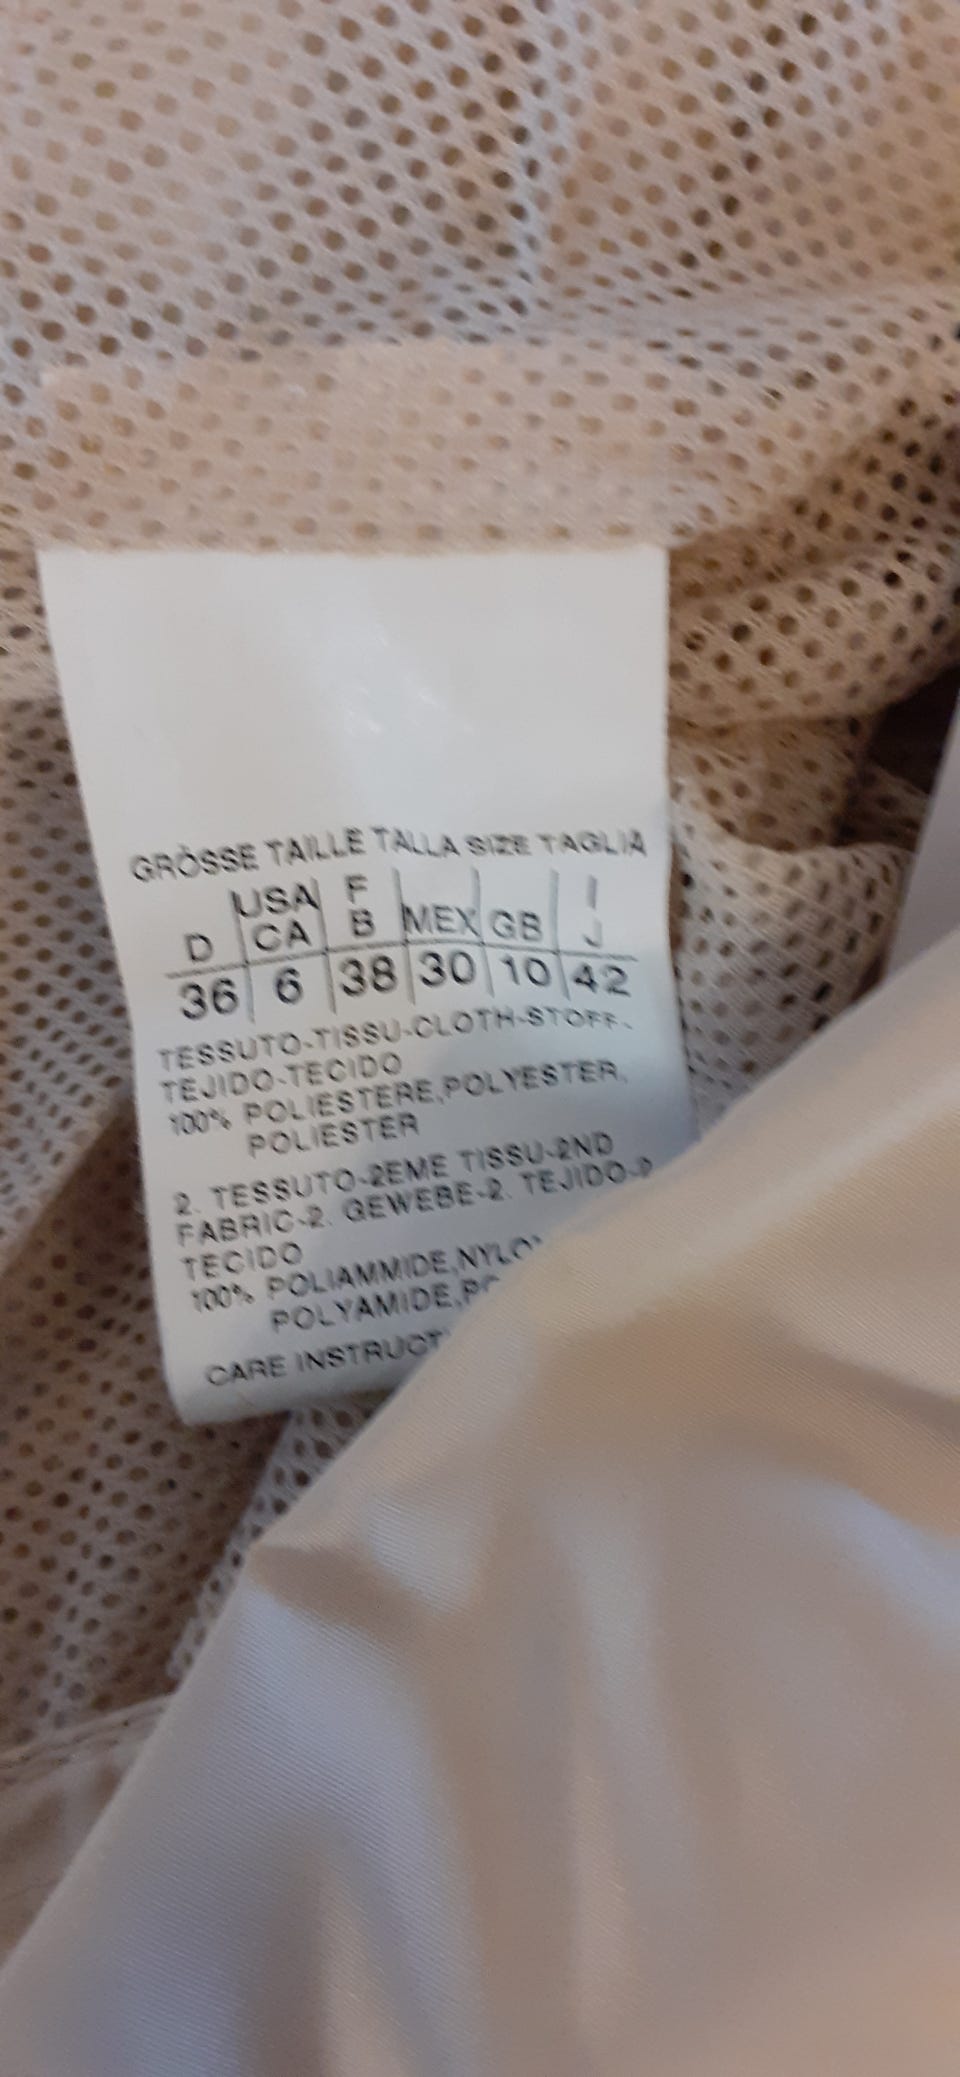 GRÖSSE TAILLE TALLA SIZE TAGLIA
D USA CA F B MEX GB I J
36 6 38 30 10 42
TESSUTO-TISSU-CLOTH-STOFF-
TEJIDO-TECIDO
100% POLIESTERE,POLYESTER,
POLIESTER
2. TESSUTO-2EME TISSU-2ND
FABRIC-2. GEWEBE-2. TEJIDO-2
TECIDO
100% POLIAMMIDE,
POLYAMIDE,
CARE